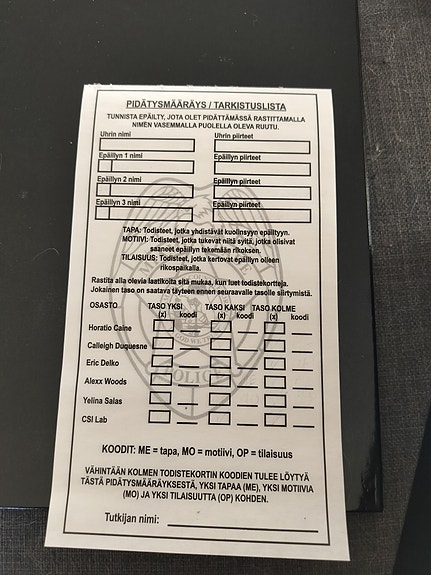 PIDÄTYSMÄÄRÄYS / TARKISTUSLISTA
TUNNISTA EPÄILTY, JOTA OLET PIDÄTTÄMÄSSÄ RASTITTAMALLA
NIMEN VASEMMALLA PUOLELLA OLEVA RUUTU.
Uhrin nimi Uhrin piirteet
Epäillyn 1 nimi Epäillyn piirteet
Epäillyn 2 nimi Epäillyn piirteet
Epäillyn 3 nimi Epäillyn piirteet
TAPA: Todisteet, jotka yhdistävät kuolinsyyn epäiltyyn.
MOTIIVI: Todisteet, jotka tukevat niitä syitä, jotka olisivat
saaneet epäillyn tekemään rikoksen.
TILAISUUS: Todisteet, jotka kertovat epäillyn olleen
rikospaikalla.
Rastita alla olevia laatikoita sitä mukaa, kun luet todistekortteja.
Jokainen taso on saatava täyteen ennen seuraavalle tasolle siirtymistä.
OSASTO TASO YKSI TASO KAKSI TASO KOLME
(x) koodi (x) koodi (x) koodi
Horatio Caine
Calleigh Duquesne
Eric Delko
Alexx Woods
Yelina Salas
CSI Lab
KOODIT: ME = tapa, MO = motiivi, OP = tilaisuus
VÄHINTÄÄN KOLMEN TODISTEKORTIN KOODIEN TULEE LÖYTYÄ
TÄSTÄ PIDÄTYSMÄÄRÄYKSESTÄ, YKSI TAPAA (ME), YKSI MOTIIVIA
(MO) JA YKSI TILAISUUTTA (OP) KOHDEN.
Tutkijan nimi: